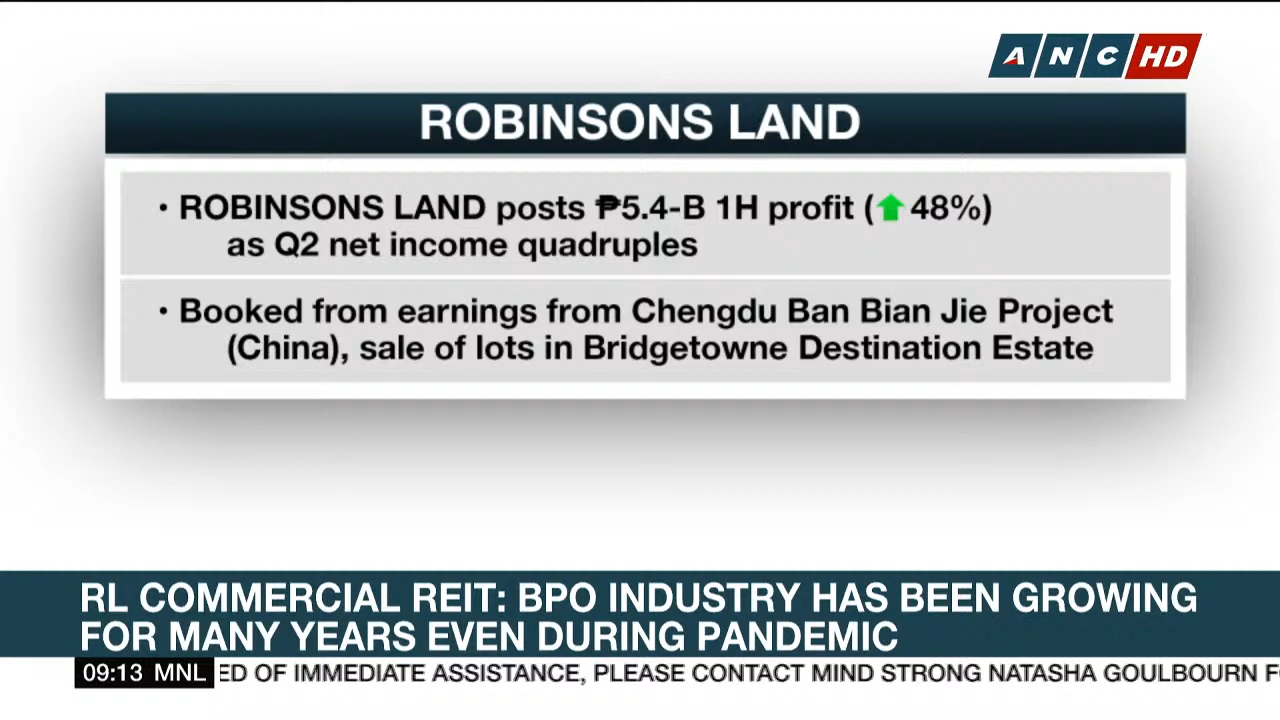 ANC HD
ROBINSONS LAND
• ROBINSONS LAND posts ₱5.4-B 1H profit (⬆48%)
as Q2 net income quadruples
• Booked from earnings from Chengdu Ban Bian Jie Project
(China), sale of lots in Bridgetowne Destination Estate
RL COMMERCIAL REIT: BPO INDUSTRY HAS BEEN GROWING
FOR MANY YEARS EVEN DURING PANDEMIC
09:13 MNL ED OF IMMEDIATE ASSISTANCE, PLEASE CONTACT MIND STRONG NATASHA GOULBOURN F